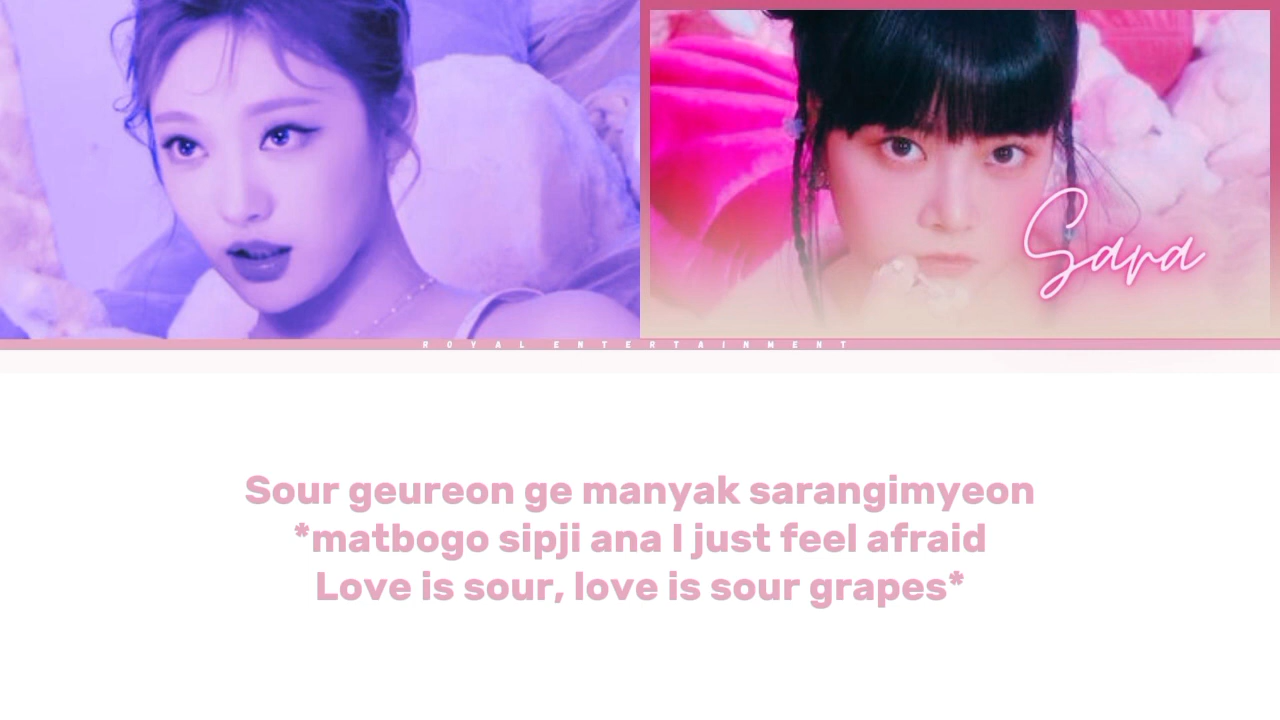 Sara
ROYAL ENTERTAINMENT
Sour geureon ge manyak sarangimyeon
*matbogo sipji ana I just feel afraid
Love is sour, love is sour grapes*